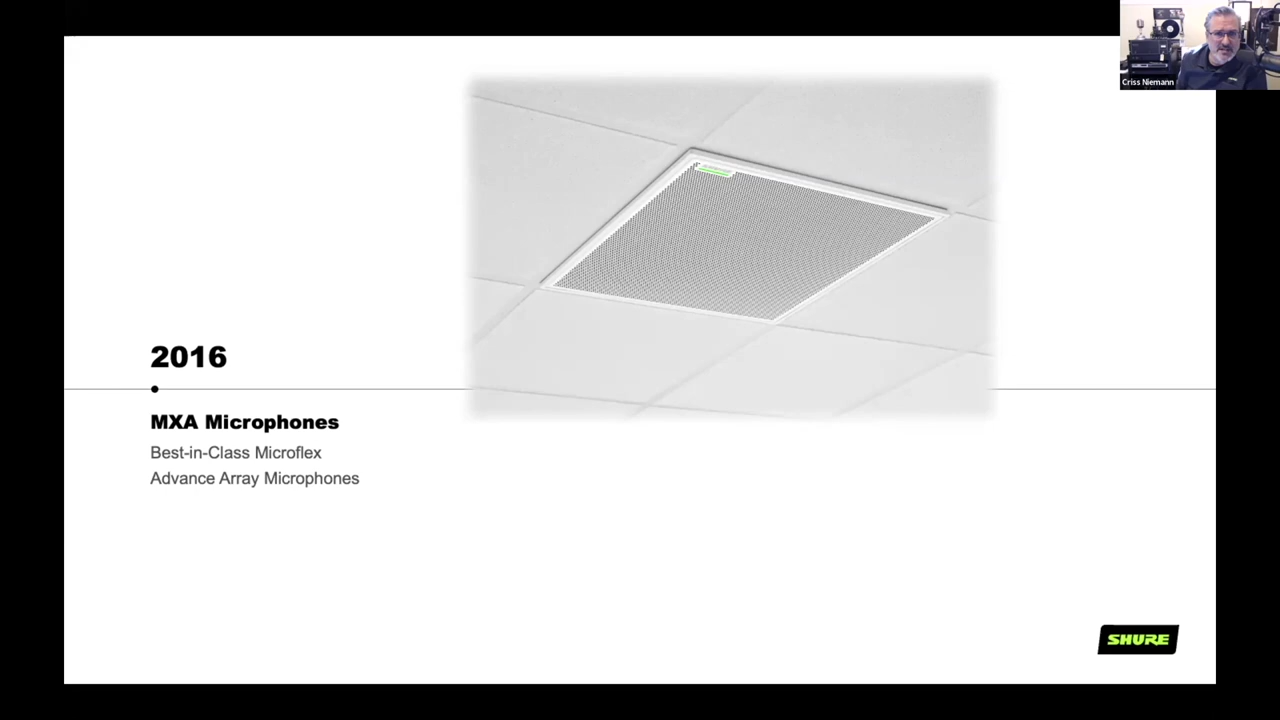 Criss Niemann
2016
MXA Microphones
Best-in-Class Microflex
Advance Array Microphones
SHURE